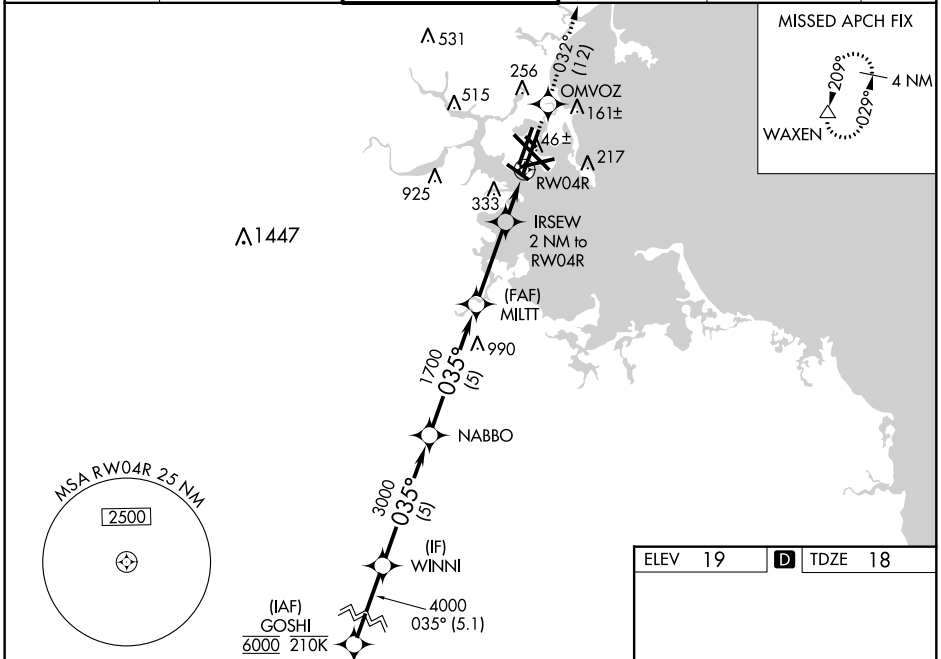 MISSED APCH FIX
209°
029°
4 NM
WAXEN
531
032°
(12)
256
OMVOZ
515
161±
46±
217
RW04R
925
333
IRSEW
2 NM to
RW04R
1447
(FAF)
MILTT
990
1700
035°
(5)
NABBO
MSA RW04R 25 NM
2500
3000
035°
(5)
(IF)
WINNI
4000
035° (5.1)
(IAF)
GOSHI
6000 210K
ELEV 19 D TDZE 18